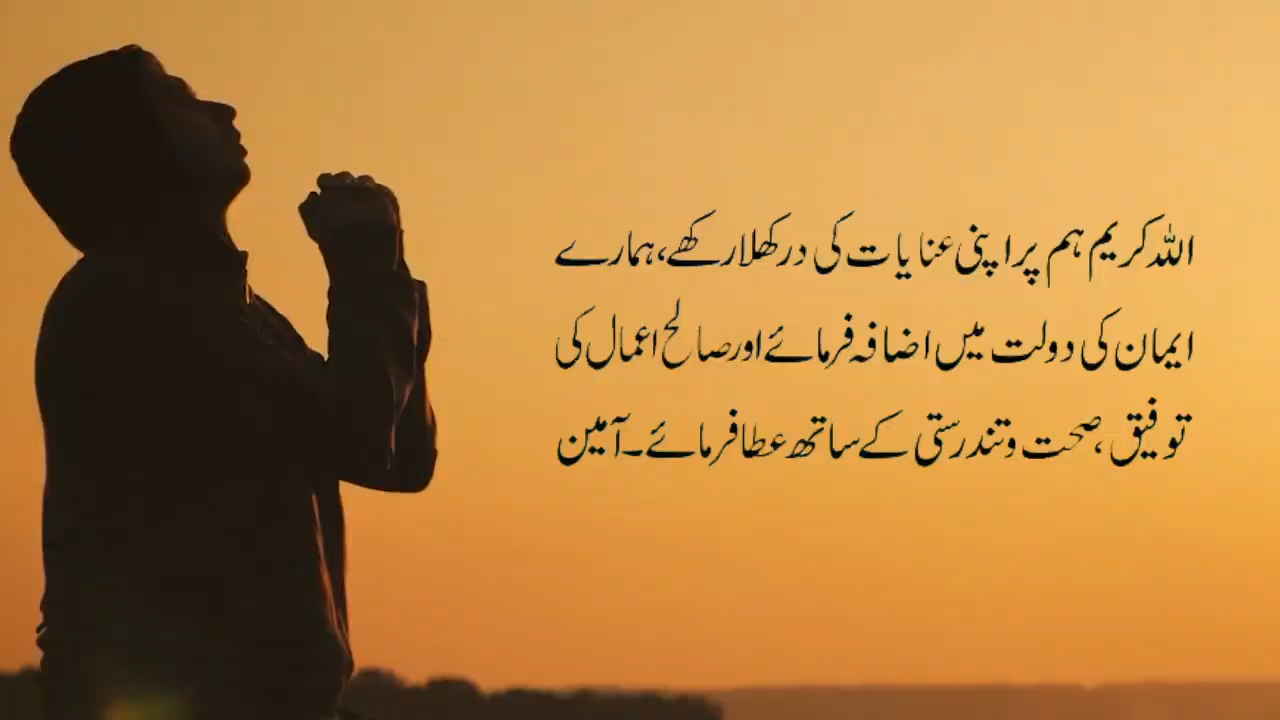 اللہ کریم ہم پر اپنی عنایات کی در کھلا رکھے، ہمارے
ایمان کی دولت میں اضافہ فرمائے اور صالح اعمال کی
توفیق، صحت و تندرستی کے ساتھ عطا فرمائے۔ آمین